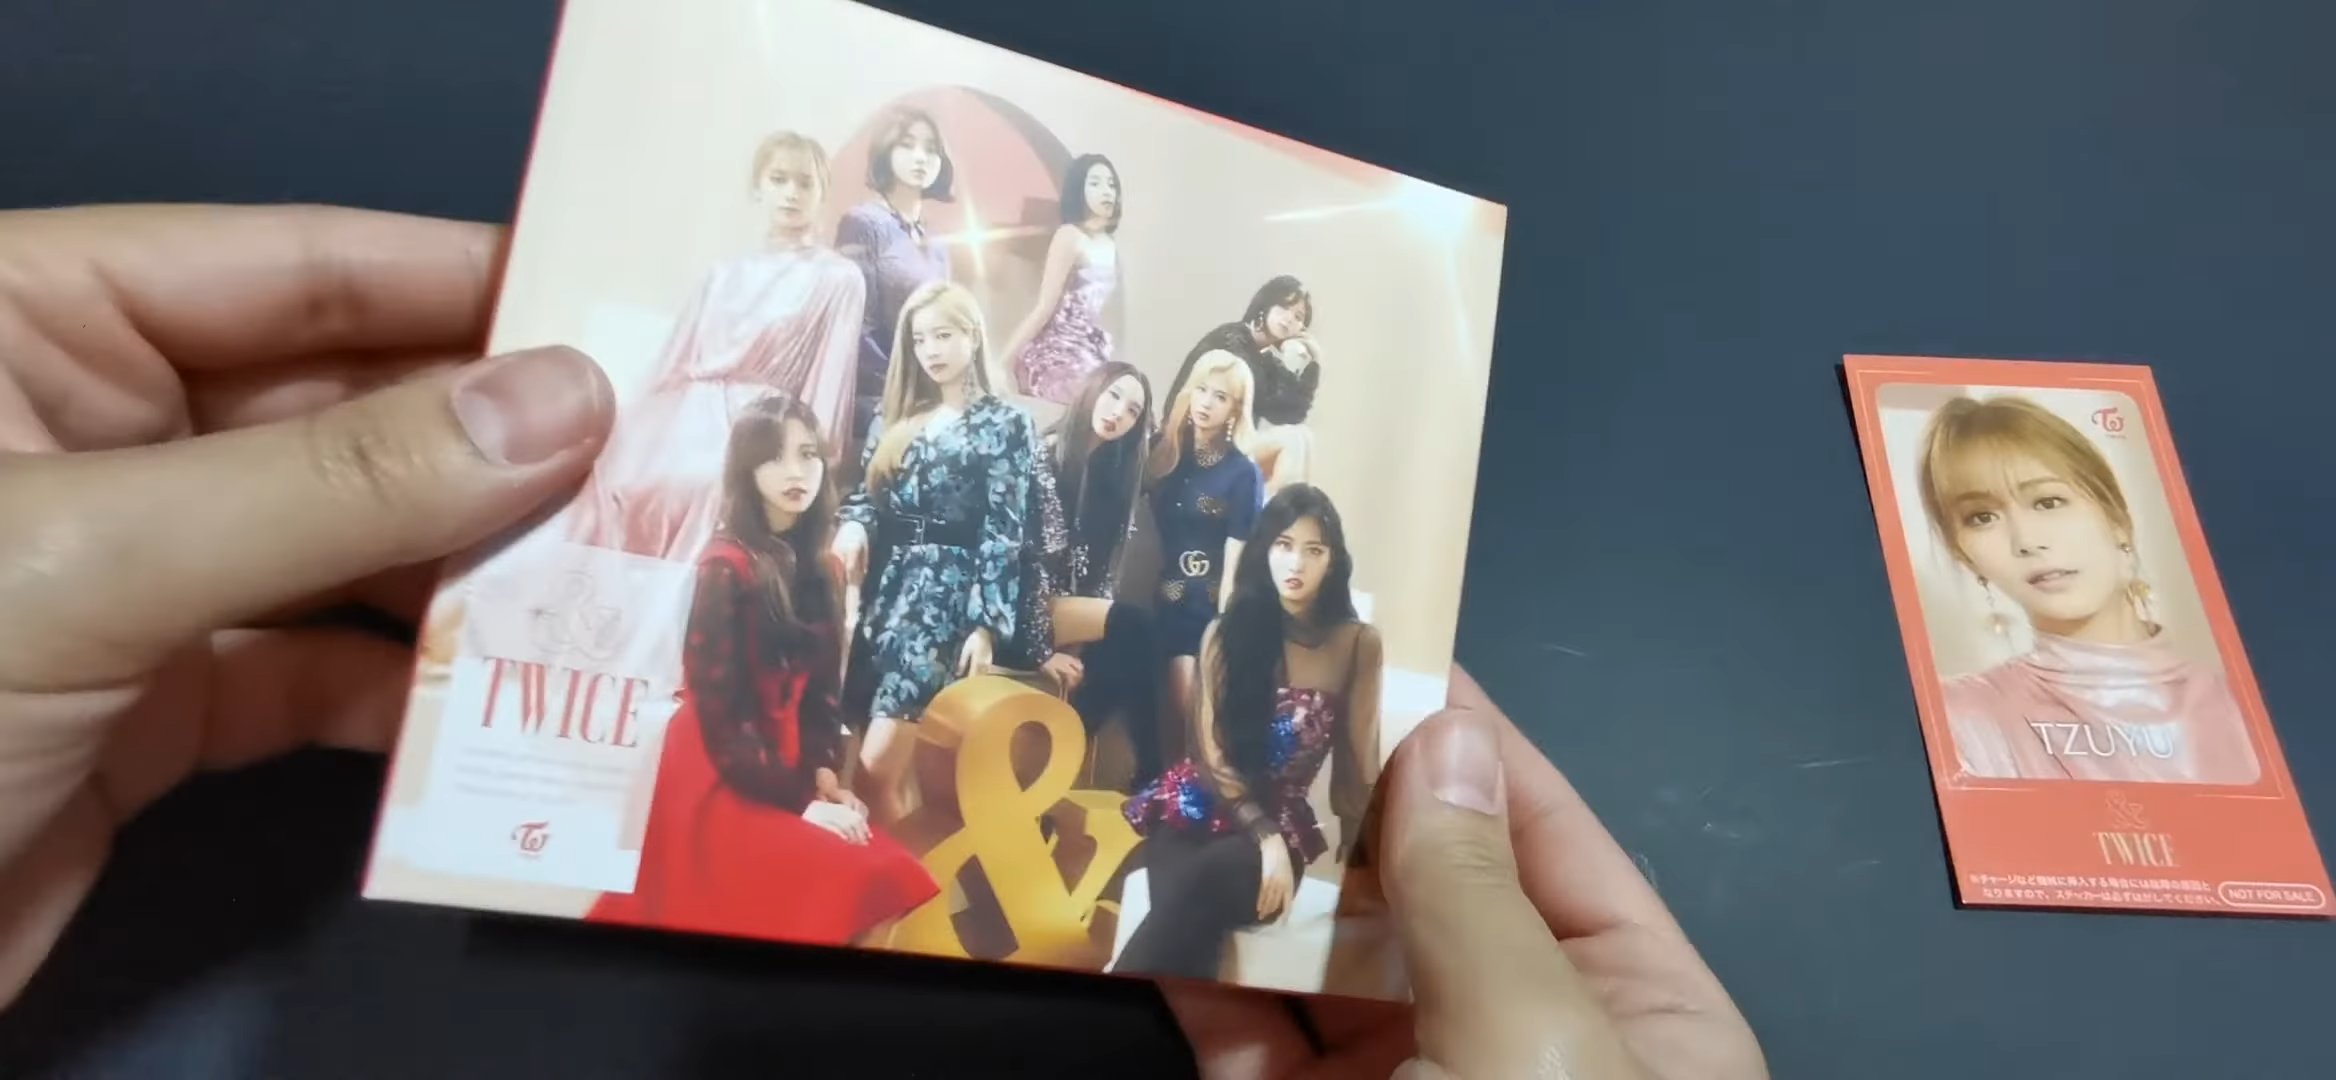 &
TWICE
TZUYU
&
TWICE
※チャージなど機械に挿入する場合には故障の原因と
なりますので、ステッカーは必ずはがしてください。
NOT FOR SALE